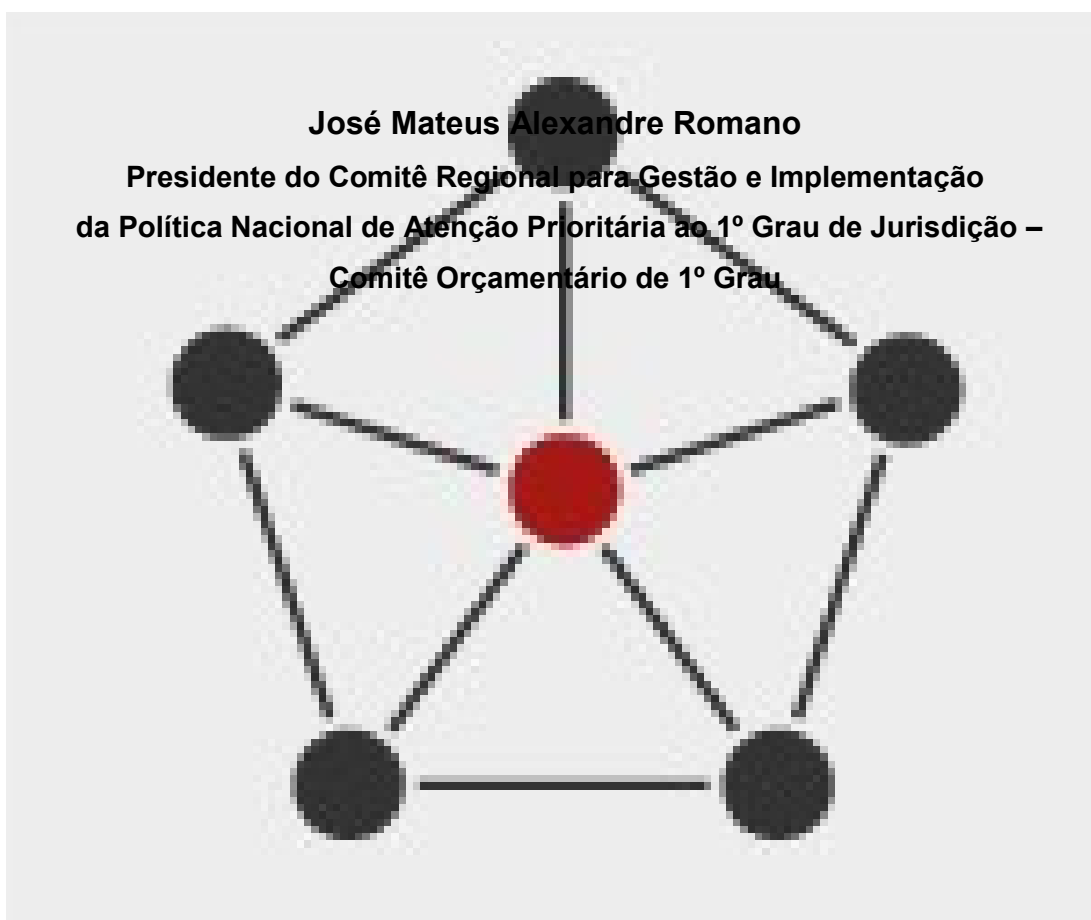 José Mateus Alexandre Romano
Presidente do Comitê Regional para Gestão e Implementação
da Política Nacional de Atenção Prioritária ao 1º Grau de Jurisdição –
Comitê Orçamentário de 1º Grau